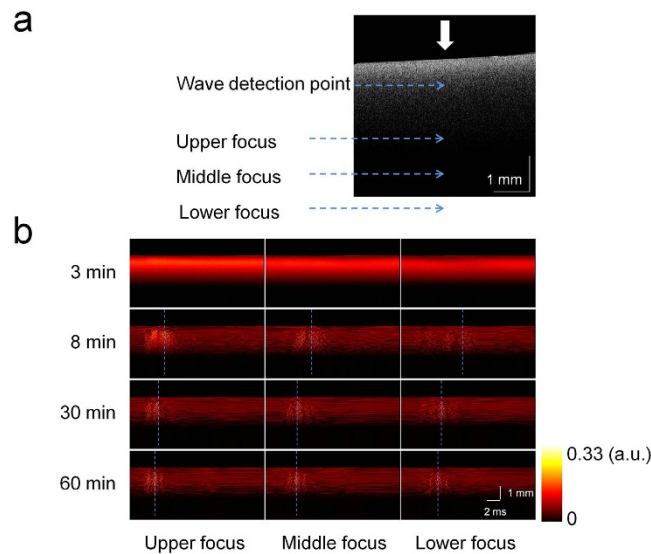 a
Wave detection point
Upper focus
Middle focus
1 mm
Lower focus
b
3 min
8 min
30 min
0.33 (a.u.)
60 min
1 mm
2 ms
0
Upper focus Middle focus Lower focus